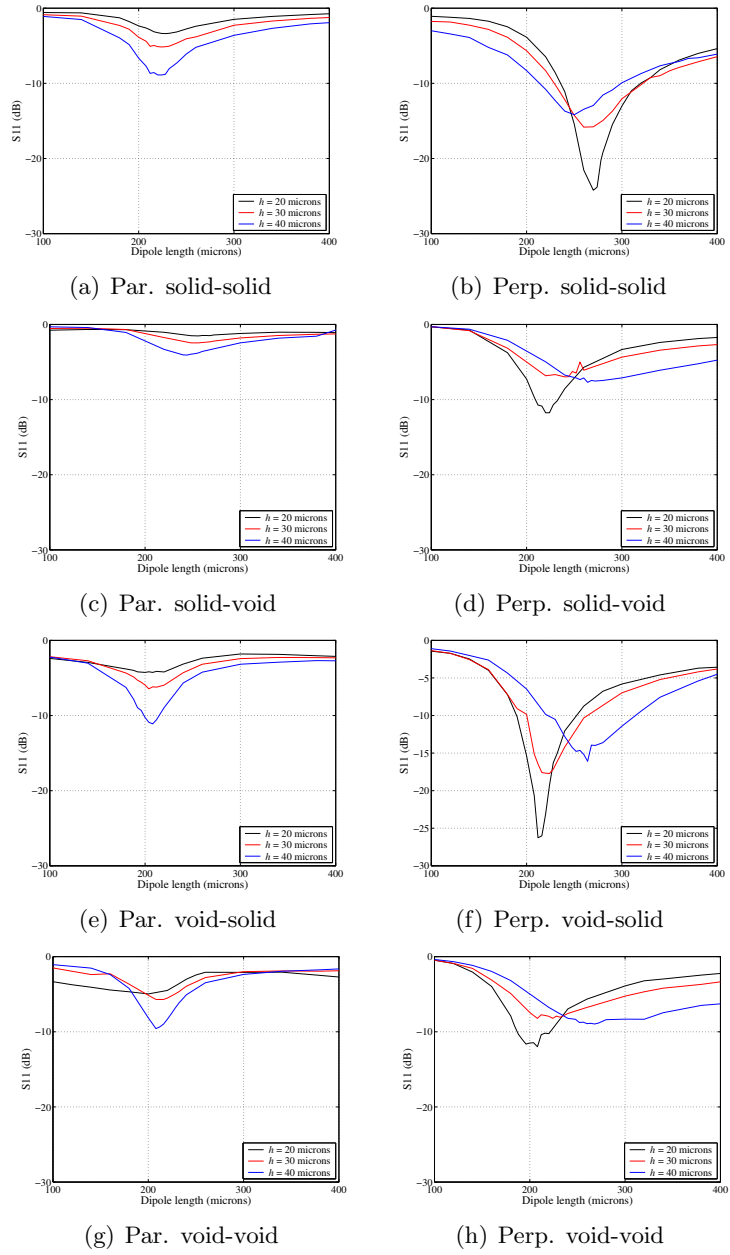 0
−10
−20
−30
100
200
300
400
S11 (dB)
Dipole length (microns)
h = 20 microns
h = 30 microns
h = 40 microns
(a) Par. solid-solid
0
−10
−20
−30
100
200
300
400
S11 (dB)
Dipole length (microns)
h = 20 microns
h = 30 microns
h = 40 microns
(b) Perp. solid-solid
0
−10
−20
−30
100
200
300
400
S11 (dB)
Dipole length (microns)
h = 20 microns
h = 30 microns
h = 40 microns
(c) Par. solid-void
0
−10
−20
−30
100
200
300
400
S11 (dB)
Dipole length (microns)
h = 20 microns
h = 30 microns
h = 40 microns
(d) Perp. solid-void
0
−10
−20
−30
100
200
300
400
S11 (dB)
Dipole length (microns)
h = 20 microns
h = 30 microns
h = 40 microns
(e) Par. void-solid
0
−5
−10
−15
−20
−25
−30
100
200
300
400
S11 (dB)
Dipole length (microns)
h = 20 microns
h = 30 microns
h = 40 microns
(f) Perp. void-solid
0
−10
−20
−30
100
200
300
400
S11 (dB)
Dipole length (microns)
h = 20 microns
h = 30 microns
h = 40 microns
(g) Par. void-void
0
−10
−20
−30
100
200
300
400
S11 (dB)
Dipole length (microns)
h = 20 microns
h = 30 microns
h = 40 microns
(h) Perp. void-void